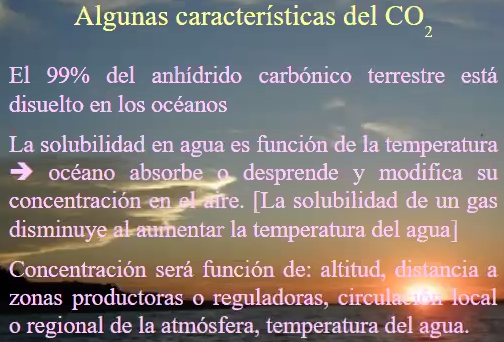 Algunas características del CO2
El 99% del anhídrido carbónico terrestre está
disuelto en los océanos
La solubilidad en agua es función de la temperatura
➔ océano absorbe o desprende y modifica su
concentración en el aire. [La solubilidad de un gas
disminuye al aumentar la temperatura del agua]
Concentración será función de: altitud, distancia a
zonas productoras o reguladoras, circulación local
o regional de la atmósfera, temperatura del agua.